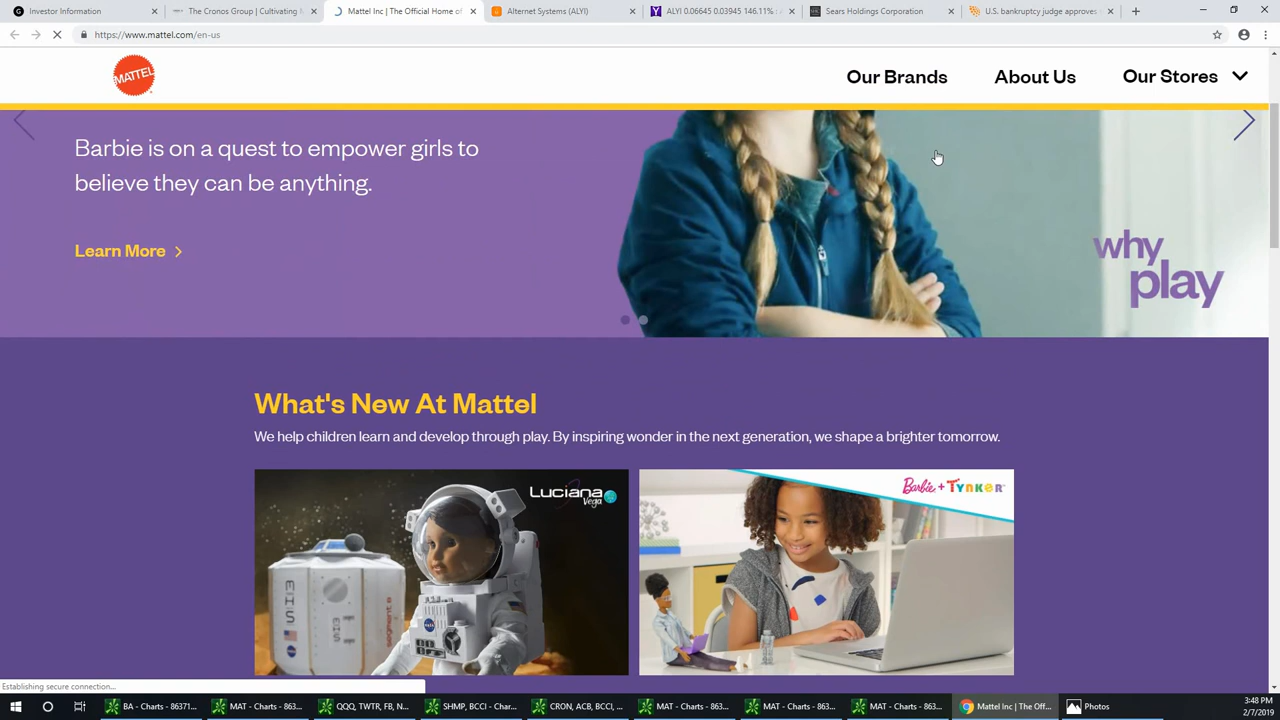 Investor Information
The Cronos Group | Cultivating M
Mattel Inc | The Official Home of
Alternet Systems (ALYI)
ALYI 0.06645 0.03945 146.11% : A
Sears Holdings Corporation
U.S. bankruptcy judge approves
https://www.mattel.com/en-us
MATTEL
Our Brands
About Us
Our Stores
Barbie is on a quest to empower girls to
believe they can be anything.
Learn More
why
play
What's New At Mattel
We help children learn and develop through play. By inspiring wonder in the next generation, we shape a brighter tomorrow.
Luciana
Vega
Barbie + Tynker
MHS
NASA
Establishing secure connection...
BA - Charts - 86371...
MAT - Charts - 863...
QQQ, TWTR, FB, N...
SHMP, BCCI - Char...
CRON, ACB, BCCI, ...
MAT - Charts - 863...
MAT - Charts - 863...
MAT - Charts - 863...
Mattel Inc | The Off...
Photos
3:48 PM
2/7/2019